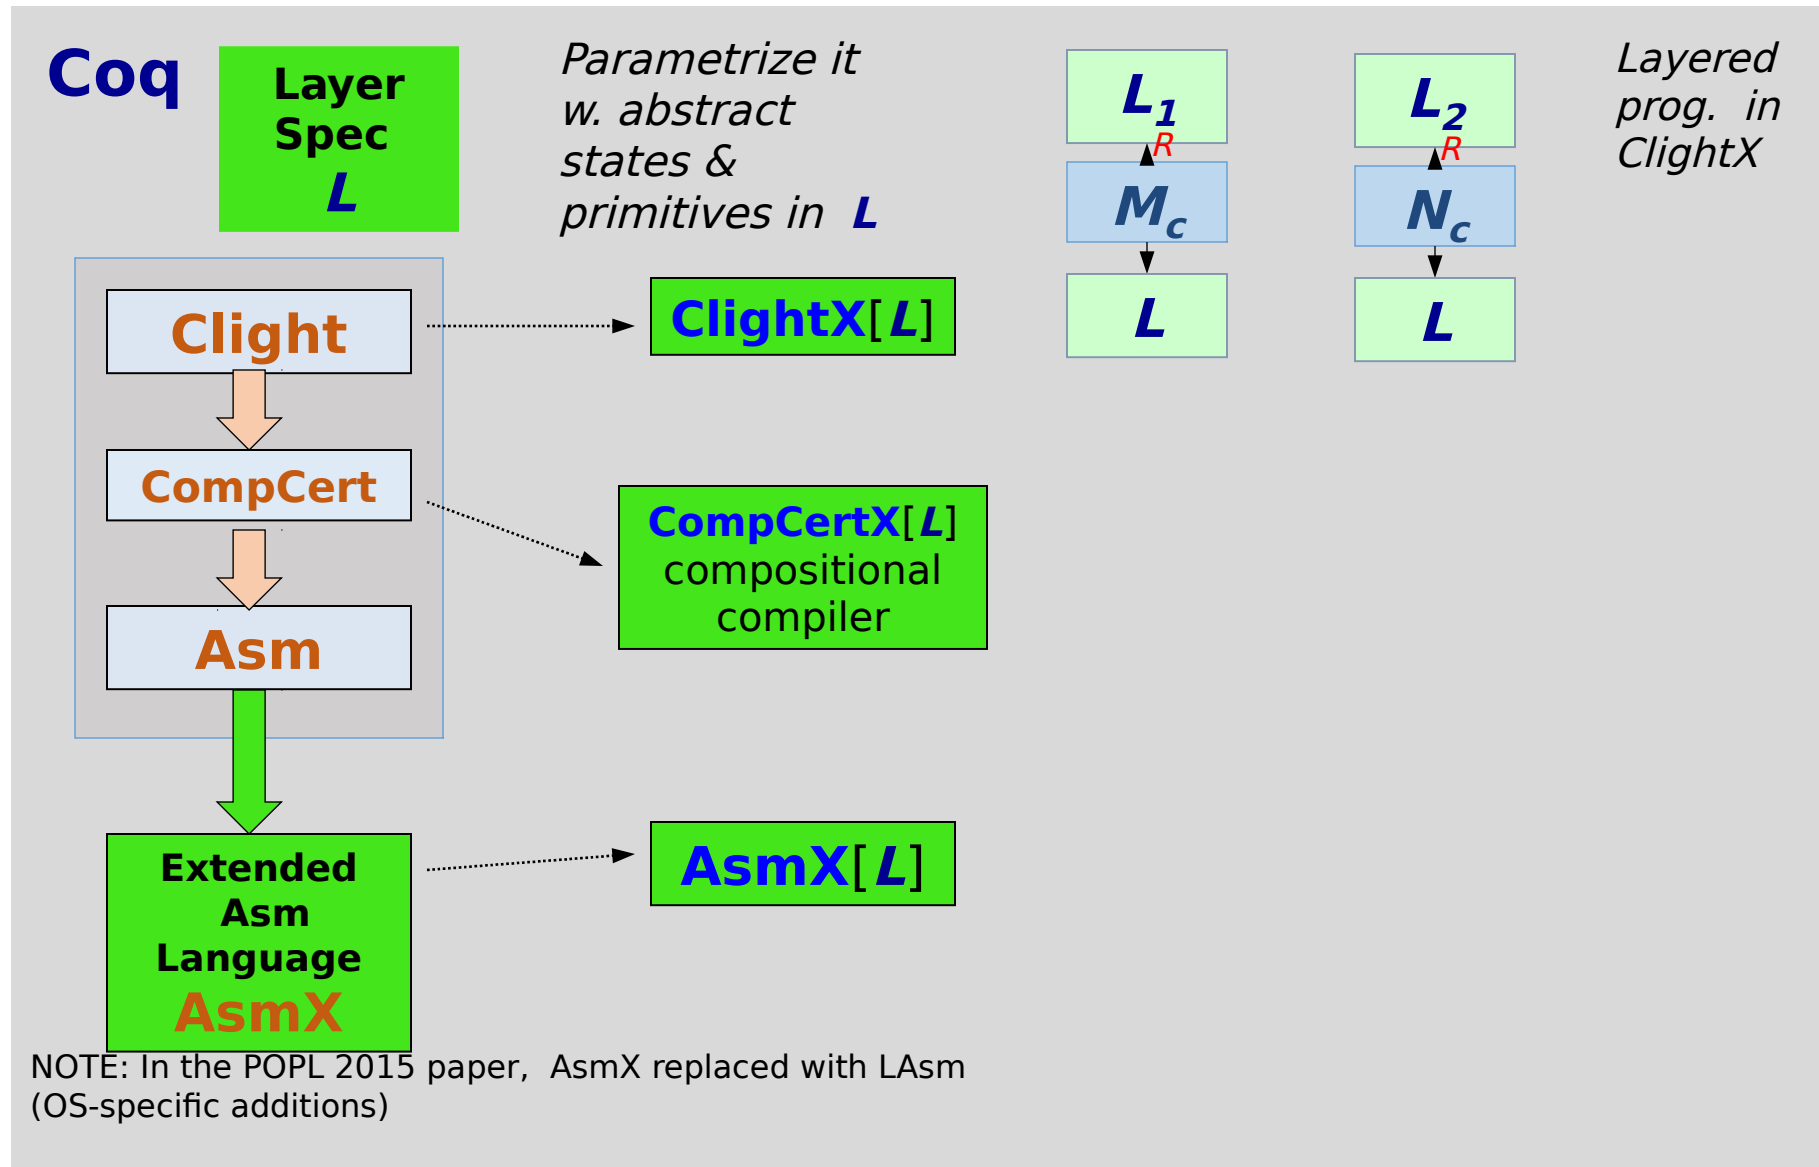 Coq
Layer
Spec
L
Parametrize it
w. abstract
states &
primitives in  L
L1
R
Mc
L
L2
R
Nc
L
Layered
prog.  in
ClightX
Clight
ClightX[L]
CompCert
CompCertX[L]
compositional
compiler
Asm
Extended
Asm
Language
AsmX
AsmX[L]
NOTE: In the POPL 2015 paper,  AsmX replaced with LAsm
(OS-specific additions)